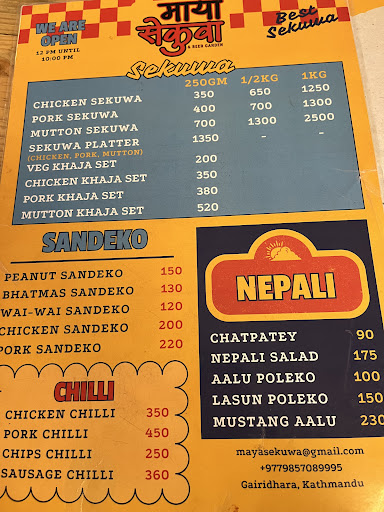 WE ARE
OPEN
12 PM UNTIL
10:00 PM
माया
सेकुवा
& BEER GARDEN
Best
Sekuwa
Sekuwa
250GM 1/2KG 1KG
CHICKEN SEKUWA 350 650 1250
PORK SEKUWA 400 700 1300
MUTTON SEKUWA 700 1300 2500
SEKUWA PLATTER 1350 - -
(CHICKEN, PORK, MUTTON)
VEG KHAJA SET 200
CHICKEN KHAJA SET 350
PORK KHAJA SET 380
MUTTON KHAJA SET 520
SANDEKO
PEANUT SANDEKO 150
BHATMAS SANDEKO 130
WAI-WAI SANDEKO 120
CHICKEN SANDEKO 200
PORK SANDEKO 220
CHILLI
CHICKEN CHILLI 350
PORK CHILLI 450
CHIPS CHILLI 250
SAUSAGE CHILLI 360
NEPALI
CHATPATEY 90
NEPALI SALAD 175
AALU POLEKO 100
LASUN POLEKO 150
MUSTANG AALU 230
mayasekuwa@gmail.com
+9779857089995
Gairidhara, Kathmandu